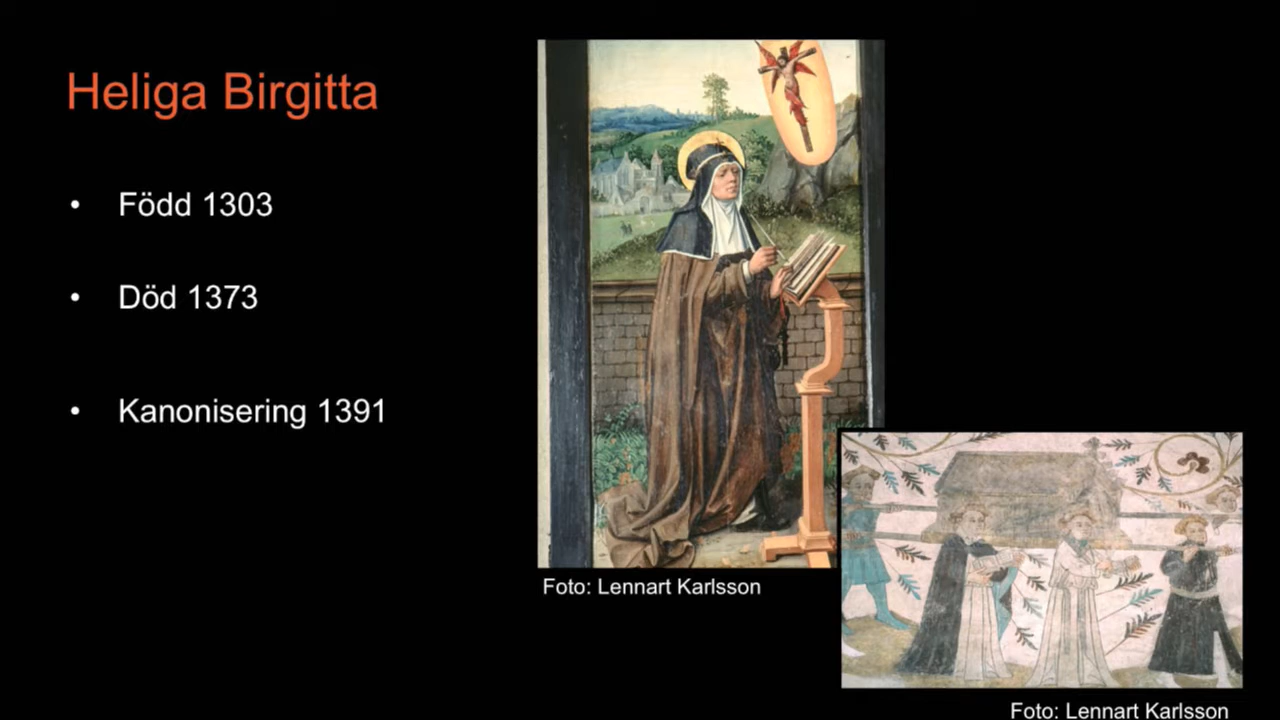 Heliga Birgitta
• Född 1303
• Död 1373
• Kanonisering 1391
Foto: Lennart Karlsson
Foto: Lennart Karlsson